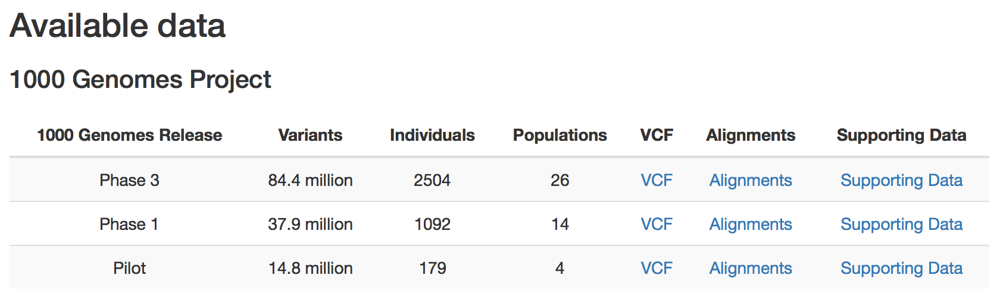 Available data
1000 Genomes Project
1000 Genomes Release Variants Individuals Populations VCF Alignments Supporting Data
Phase 3 84.4 million 2504 26 VCF Alignments Supporting Data
Phase 1 37.9 million 1092 14 VCF Alignments Supporting Data
Pilot 14.8 million 179 4 VCF Alignments Supporting Data